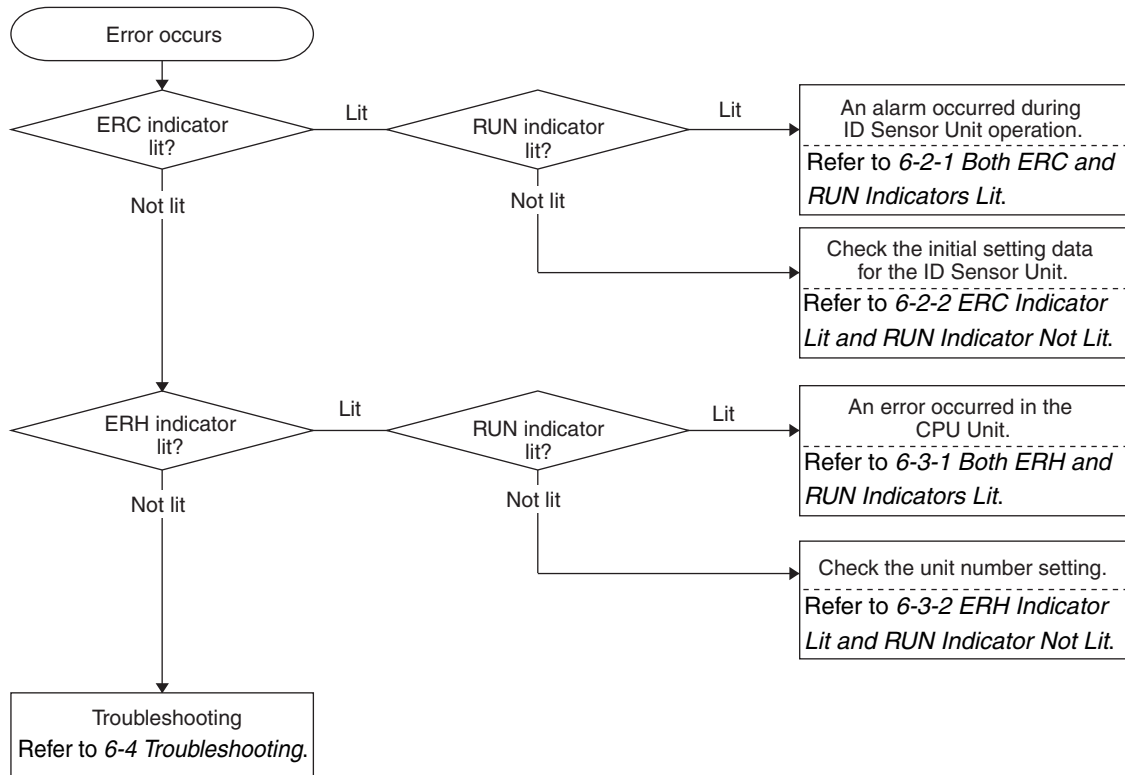 Error occurs
ERC indicator
lit?
Lit
RUN indicator
lit?
Lit
An alarm occurred during
ID Sensor Unit operation.
Refer to 6-2-1 Both ERC and
RUN Indicators Lit.
Not lit
Not lit
Check the initial setting data
for the ID Sensor Unit.
Refer to 6-2-2 ERC Indicator
Lit and RUN Indicator Not Lit.
ERH indicator
lit?
Lit
RUN indicator
lit?
Lit
An error occurred in the
CPU Unit.
Refer to 6-3-1 Both ERH and
RUN Indicators Lit.
Not lit
Not lit
Check the unit number setting.
Refer to 6-3-2 ERH Indicator
Lit and RUN Indicator Not Lit.
Troubleshooting
Refer to 6-4 Troubleshooting.